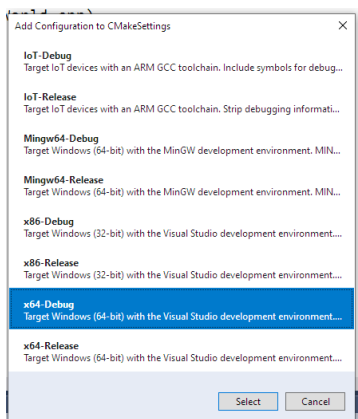 Add Configuration to CMakeSettings
IoT-Debug
Target IoT devices with an ARM GCC toolchain. Include symbols for debug...
IoT-Release
Target IoT devices with an ARM GCC toolchain. Strip debugging informati...
Mingw64-Debug
Target Windows (64-bit) with the MinGW development environment. MIN...
Mingw64-Release
Target Windows (64-bit) with the MinGW development environment. MIN...
x86-Debug
Target Windows (32-bit) with the Visual Studio development environment....
x86-Release
Target Windows (32-bit) with the Visual Studio development environment....
x64-Debug
Target Windows (64-bit) with the Visual Studio development environment....
x64-Release
Target Windows (64-bit) with the Visual Studio development environment....
Select Cancel